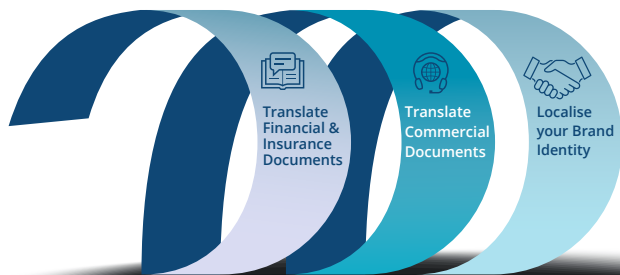 Translate
Financial &
Insurance
Documents
Translate
Commercial
Documents
Localise
your Brand
Identity